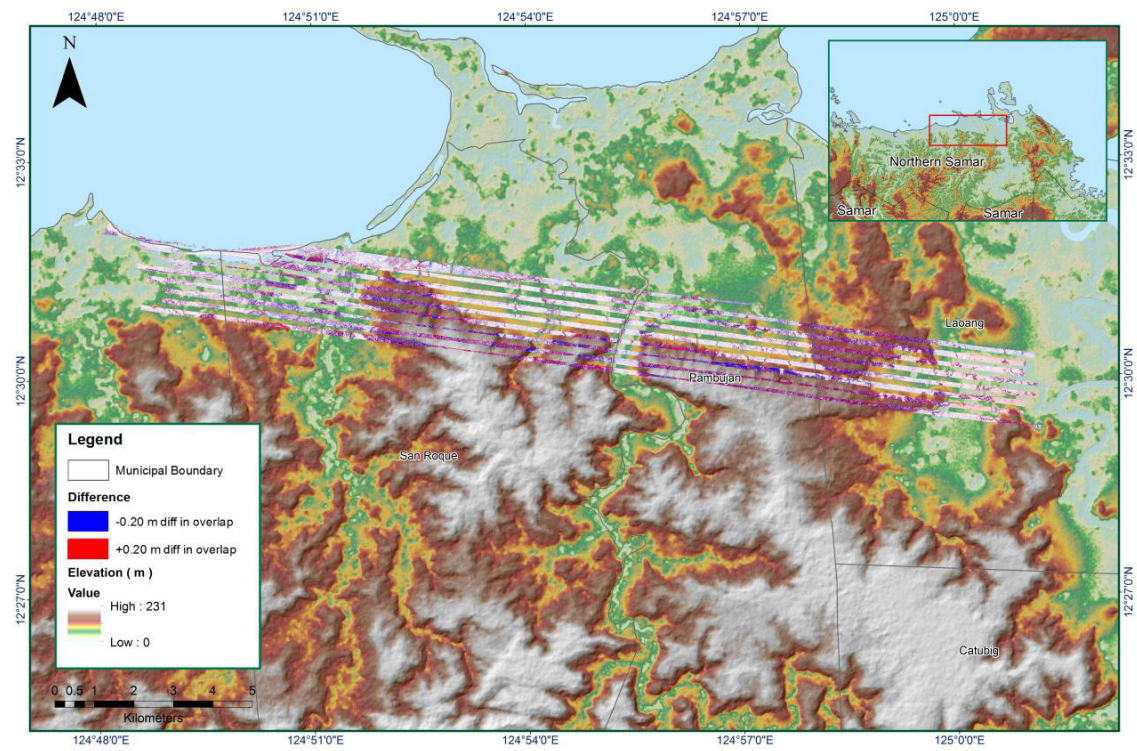 124°48'0"E 124°51'0"E 124°54'0"E 124°57'0"E 125°0'0"E
N
12°33'0"N 12°33'0"N
Northern Samar
Samar Samar
Laoang
12°30'0"N 12°30'0"N
Pambujan
San Roque
Legend
Municipal Boundary
Difference
-0.20 m diff in overlap
+0.20 m diff in overlap
Elevation ( m )
Value
High : 231
Low : 0
12°27'0"N 12°27'0"N
Catubig
0 0.5 1 2 3 4 5
Kilometers
124°48'0"E 124°51'0"E 124°54'0"E 124°57'0"E 125°0'0"E